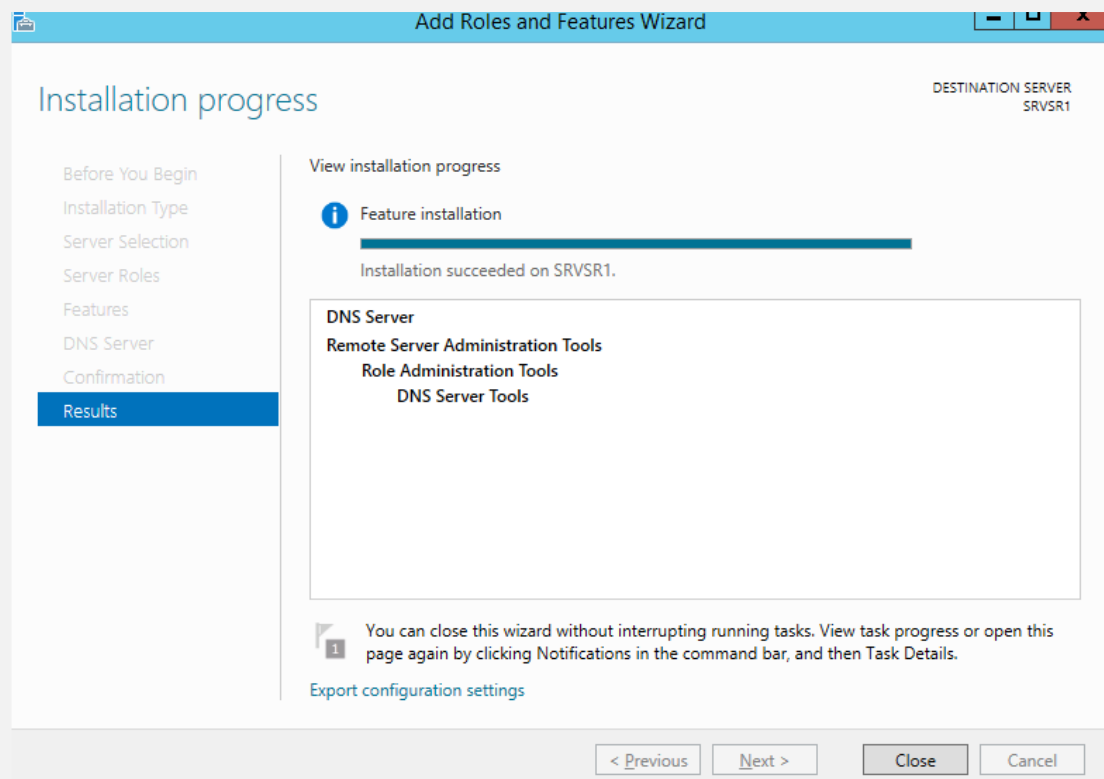 Add Roles and Features Wizard
Installation progress
DESTINATION SERVER
SRVSR1
Before You Begin
Installation Type
Server Selection
Server Roles
Features
DNS Server
Confirmation
Results
View installation progress
Feature installation
Installation succeeded on SRVSR1.
DNS Server
Remote Server Administration Tools
Role Administration Tools
DNS Server Tools
1
You can close this wizard without interrupting running tasks. View task progress or open this
page again by clicking Notifications in the command bar, and then Task Details.
Export configuration settings
< Previous
Next >
Close
Cancel